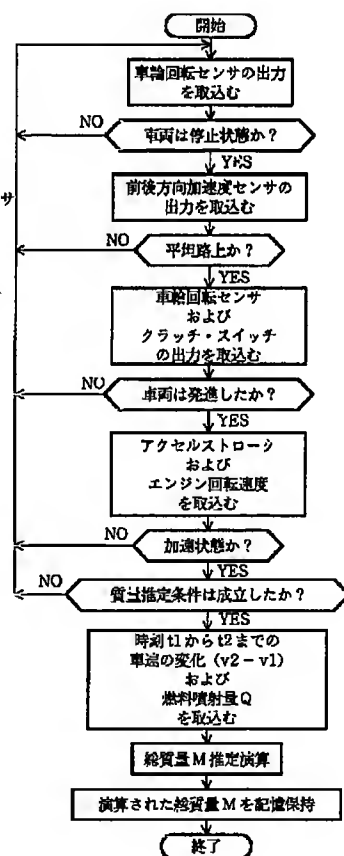 開始
車輪回転センサの出力
を取込む
NO
車両は停止状態か？
YES
サ
前後方向加速度センサの
出力を取込む
NO
平坦路上か？
YES
車輪回転センサ
および
クラッチ・スイッチ
の出力を取込む
NO
車両は発進したか？
YES
アクセルストローク
および
エンジン回転速度
を取込む
NO
加速状態か？
YES
NO
質量推定条件は成立したか？
YES
時刻t1からt2までの
車速の変化（v2－v1）
および
燃料噴射量Q
を取込む
総質量M推定演算
演算された総質量Mを記憶保持
終了